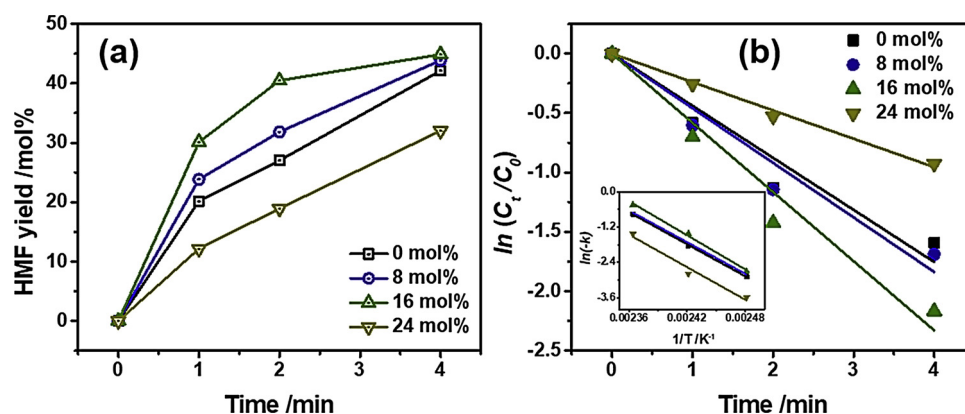 (a)
HMF yield /mol%
50
40
30
20
10
0
0 mol%
8 mol%
16 mol%
24 mol%
0 1 2 3 4
Time /min
(b)
ln (Ct/C0)
0.0
-0.5
-1.0
-1.5
-2.0
-2.5
0 mol%
8 mol%
16 mol%
24 mol%
ln(-k)
0.0
-1.2
-2.4
-3.6
0.00236 0.00242 0.00248
1/T /K-1
0 1 2 3 4
Time /min